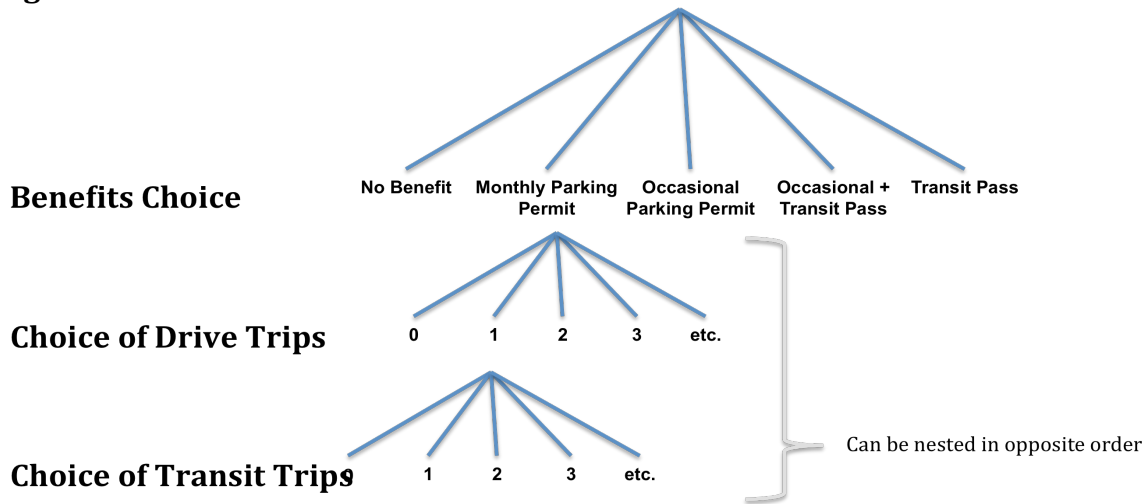 Benefits Choice
No Benefit
Monthly Parking
Permit
Occasional
Parking Permit
Occasional +
Transit Pass
Transit Pass
Choice of Drive Trips
0 1 2 3 etc.
Choice of Transit Trips
0 1 2 3 etc.
Can be nested in opposite order